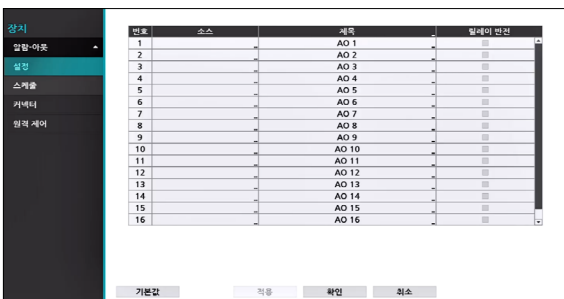 장치
알람-아웃
설정
스케쥴
커넥터
원격 제어
번호 소스 제목 릴레이 반전
1 AO 1
2 AO 2
3 AO 3
4 AO 4
5 AO 5
6 AO 6
7 AO 7
8 AO 8
9 AO 9
10 AO 10
11 AO 11
12 AO 12
13 AO 13
14 AO 14
15 AO 15
16 AO 16
기본값 적용 확인 취소